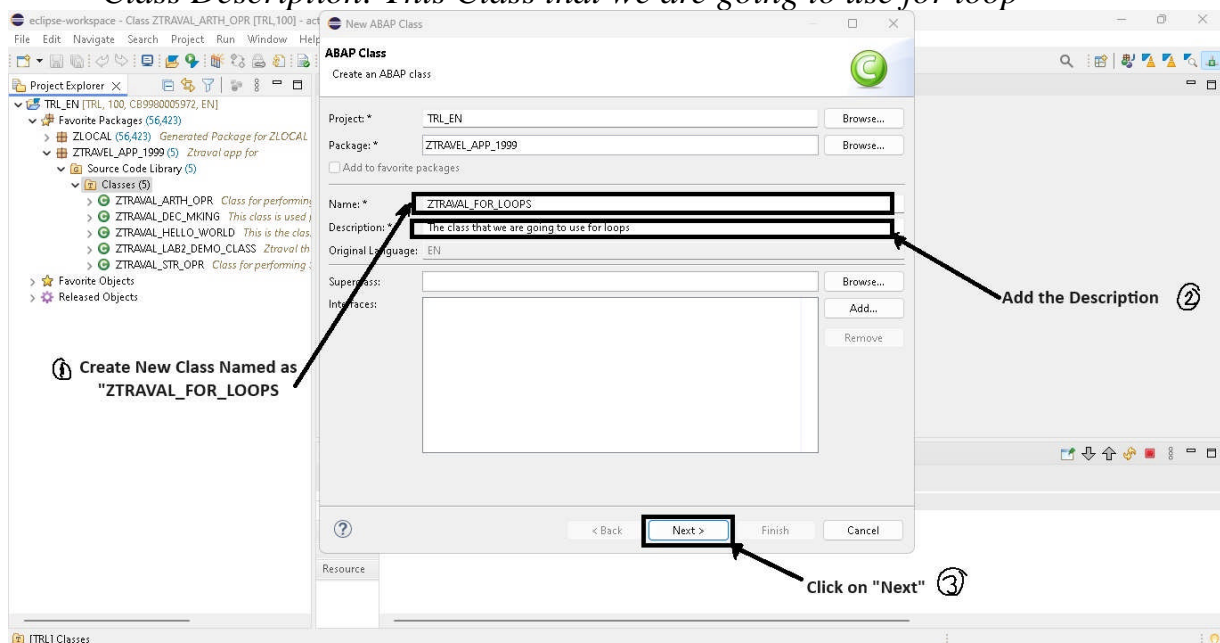 Class Description: This Class that we are going to use for loop
eclipse-workspace - Class ZTRAVAL_ARTH_OPR [TRL,100] - act
File Edit Navigate Search Project Run Window Help
Project Explorer
TRL_EN [TRL, 100, CB9980005972, EN]
Favorite Packages (56,423)
ZLOCAL (56,423) Generated Package for ZLOCAL
ZTRAVEL_APP_1999 (5) Ztraval app for
Source Code Library (5)
Classes (5)
ZTRAVAL_ARTH_OPR Class for performing
ZTRAVAL_DEC_MKING This class is used
ZTRAVAL_HELLO_WORLD This is the clas
ZTRAVAL_LAB2_DEMO_CLASS Ztraval th
ZTRAVAL_STR_OPR Class for performing
Favorite Objects
Released Objects
New ABAP Class
ABAP Class
Create an ABAP class
Project: * TRL_EN Browse...
Package: * ZTRAVEL_APP_1999 Browse...
Add to favorite packages
Name: * ZTRAVAL_FOR_LOOPS
Description: * The class that we are going to use for loops
Original Language: EN
Superclass: Browse...
Interfaces: Add...
Remove
< Back Next > Finish Cancel
Resource
① Create New Class Named as
"ZTRAVAL_FOR_LOOPS
Add the Description ②
Click on "Next" ③
[TRL] Classes